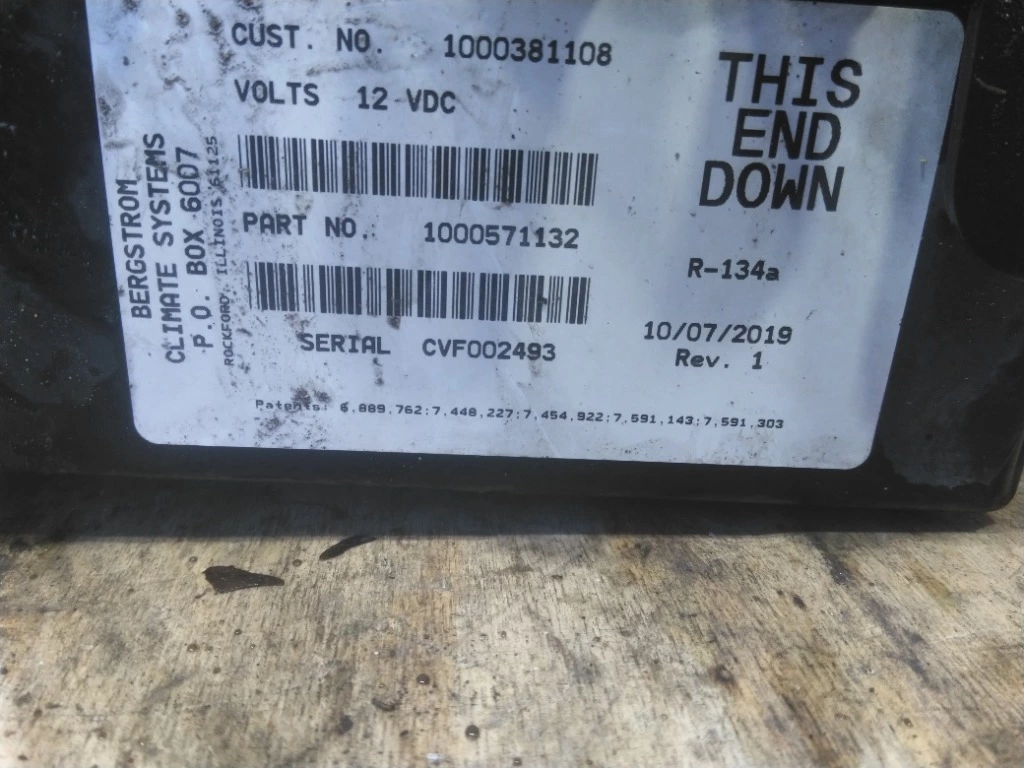 CUST. NO. 1000381108
VOLTS 12 VDC
PART NO.: 1000571132
SERIAL CVF002493
THIS
END
DOWN
R-134a
10/07/2019
Rev. 1
Patents: 6,889,762;7,448,227;7,454,922;7,591,143;7,591,303
BERGSTROM
CLIMATE SYSTEMS
P.O. BOX 6007
ROCKFORD, ILLINOIS 61125